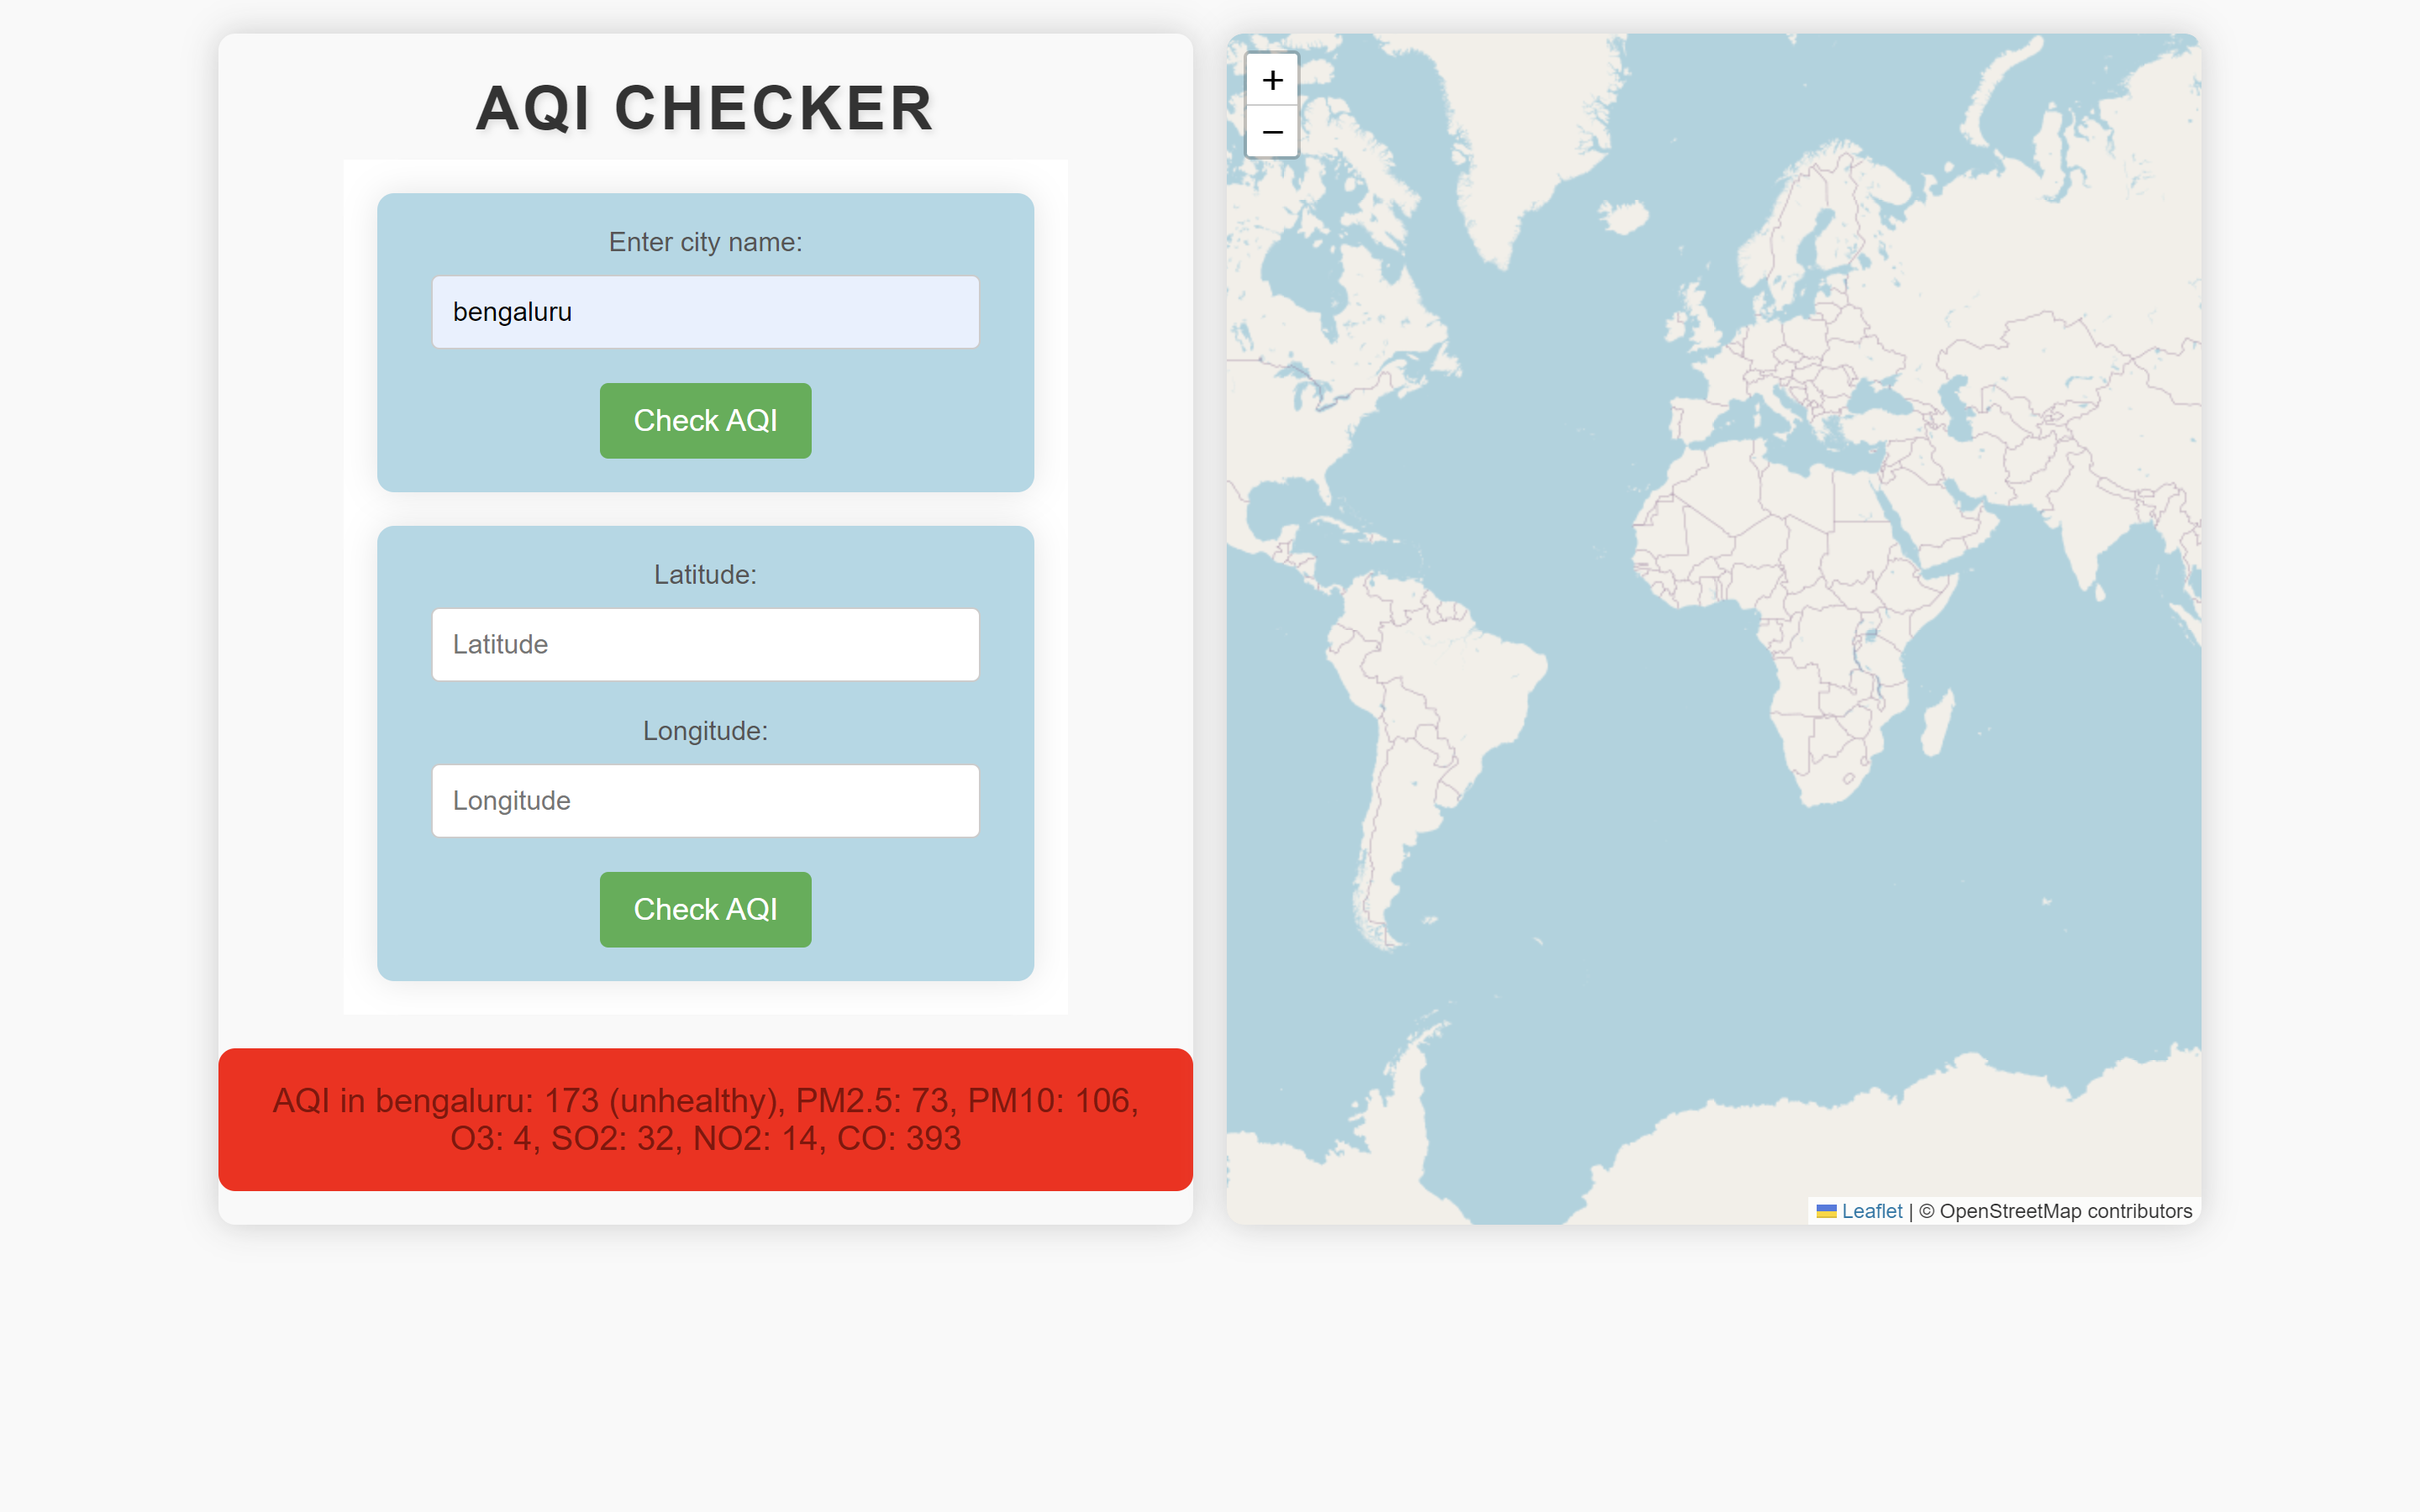 AQI CHECKER
Enter city name:
bengaluru
Check AQI
Latitude:
Latitude
Longitude:
Longitude
Check AQI
AQI in bengaluru: 173 (unhealthy), PM2.5: 73, PM10: 106,
O3: 4, SO2: 32, NO2: 14, CO: 393
+
−
Leaflet | © OpenStreetMap contributors